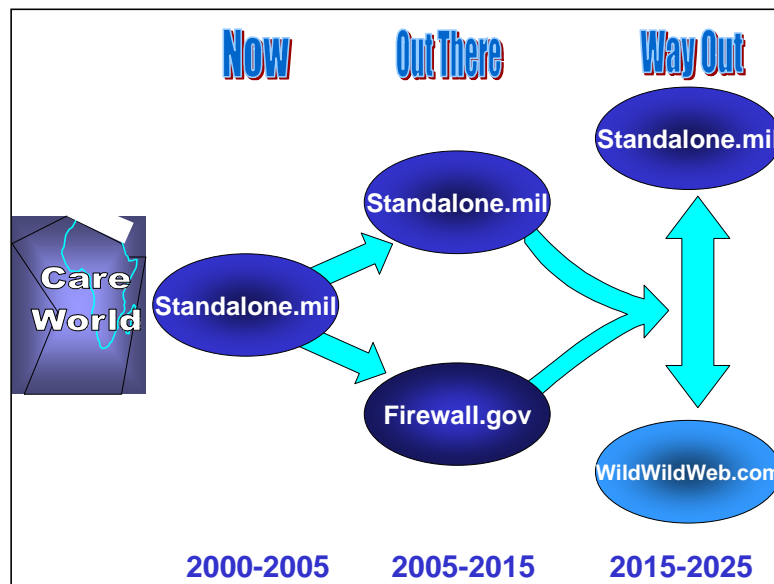 Now
Out There
Way Out
Standalone.mil
Standalone.mil
Care
World
Standalone.mil
Firewall.gov
WildWildWeb.com
2000-2005
2005-2015
2015-2025